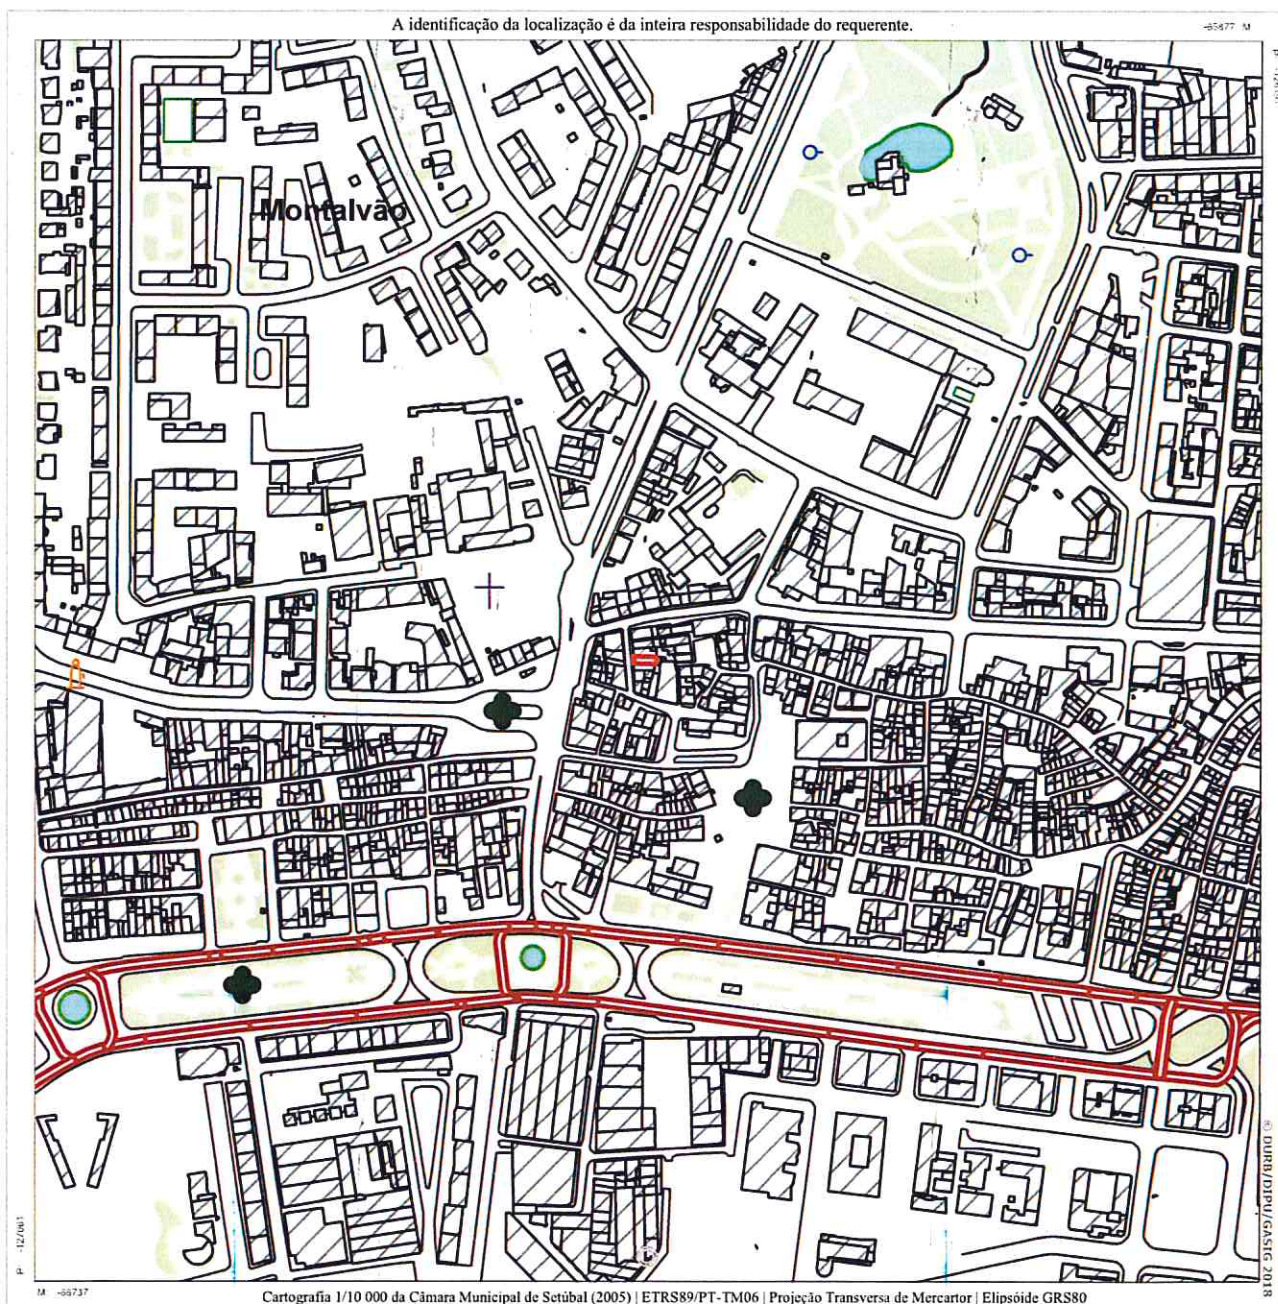 A identificação da localização é da inteira responsabilidade do requerente.
M
P
Montalvão
© DURB/DIPU/GASIG 2018
P
M -66737
Cartografia 1/10 000 da Câmara Municipal de Setúbal (2005) | ETRS89/PT-TM06 | Projeção Transversa de Mercartor | Elipsóide GRS80